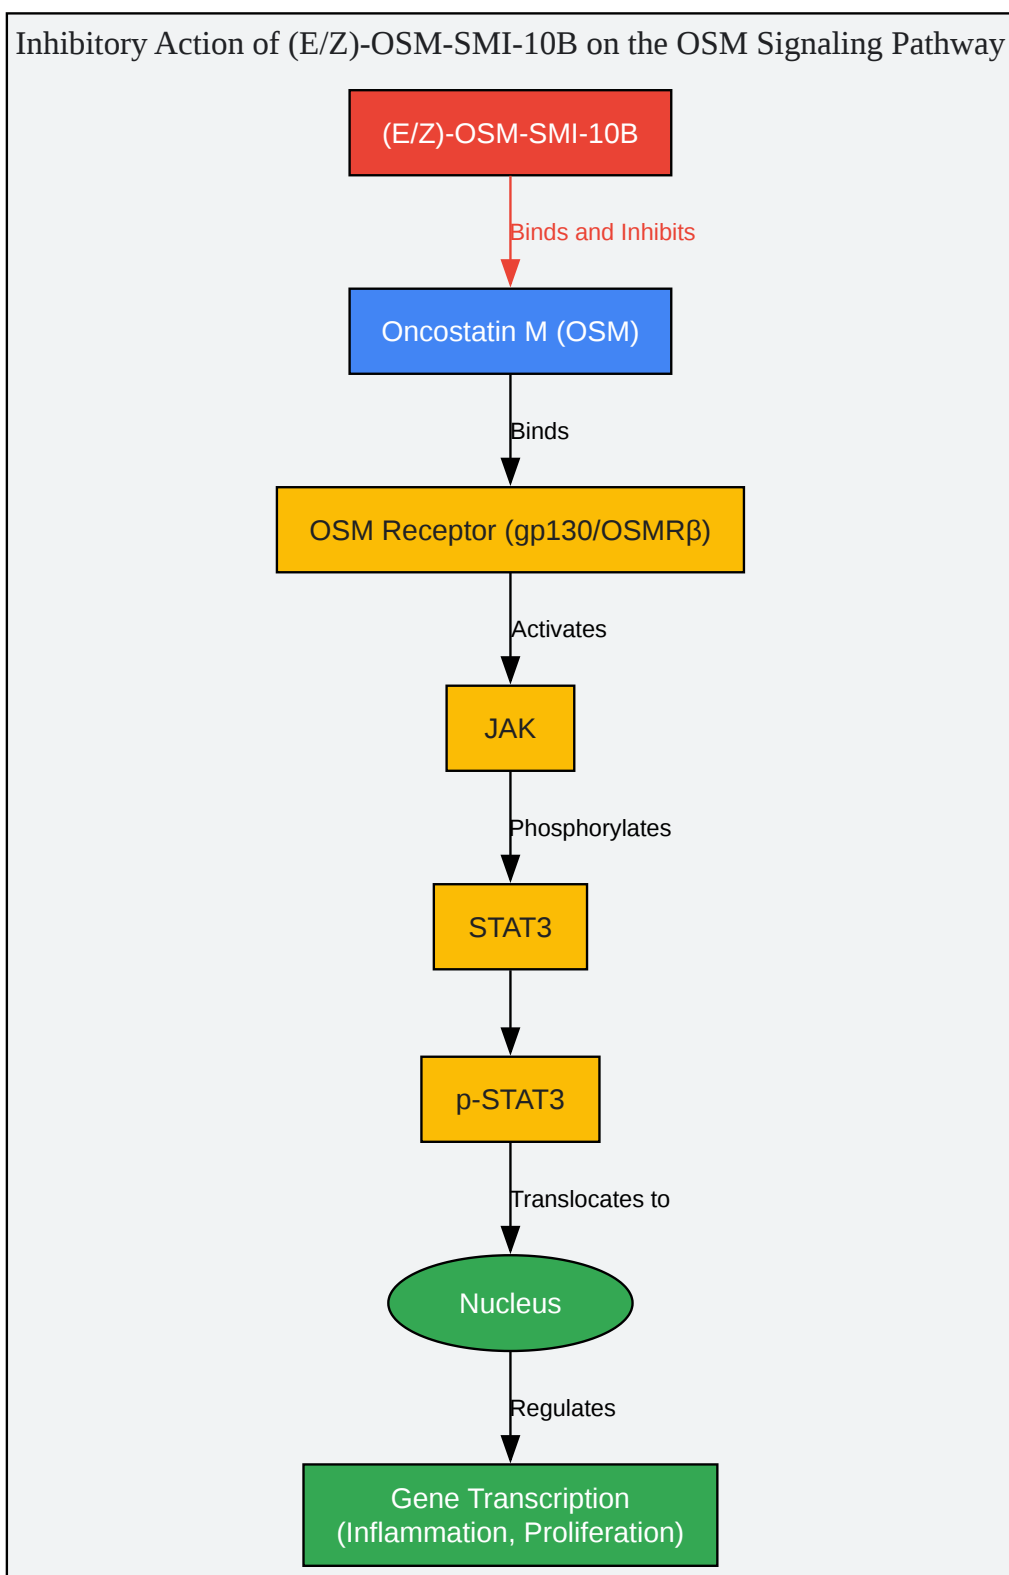 Inhibitory Action of (E/Z)-OSM-SMI-10B on the OSM Signaling Pathway
(E/Z)-OSM-SMI-10B
Binds and Inhibits
Oncostatin M (OSM)
Binds
OSM Receptor (gp130/OSMRβ)
Activates
JAK
Phosphorylates
STAT3
p-STAT3
Translocates to
Nucleus
Regulates
Gene Transcription
(Inflammation, Proliferation)